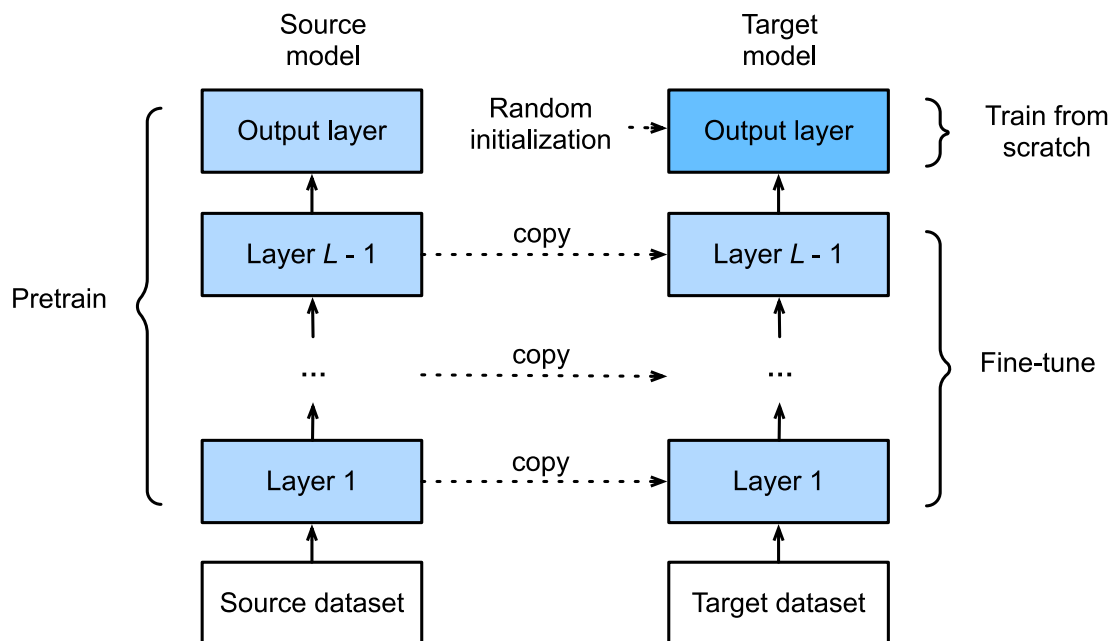 Source
model
Target
model
Output layer
Random
initialization
Output layer
Train from
scratch
Layer L - 1
copy
Layer L - 1
Pretrain
...
copy
...
Fine-tune
Layer 1
copy
Layer 1
Source dataset
Target dataset